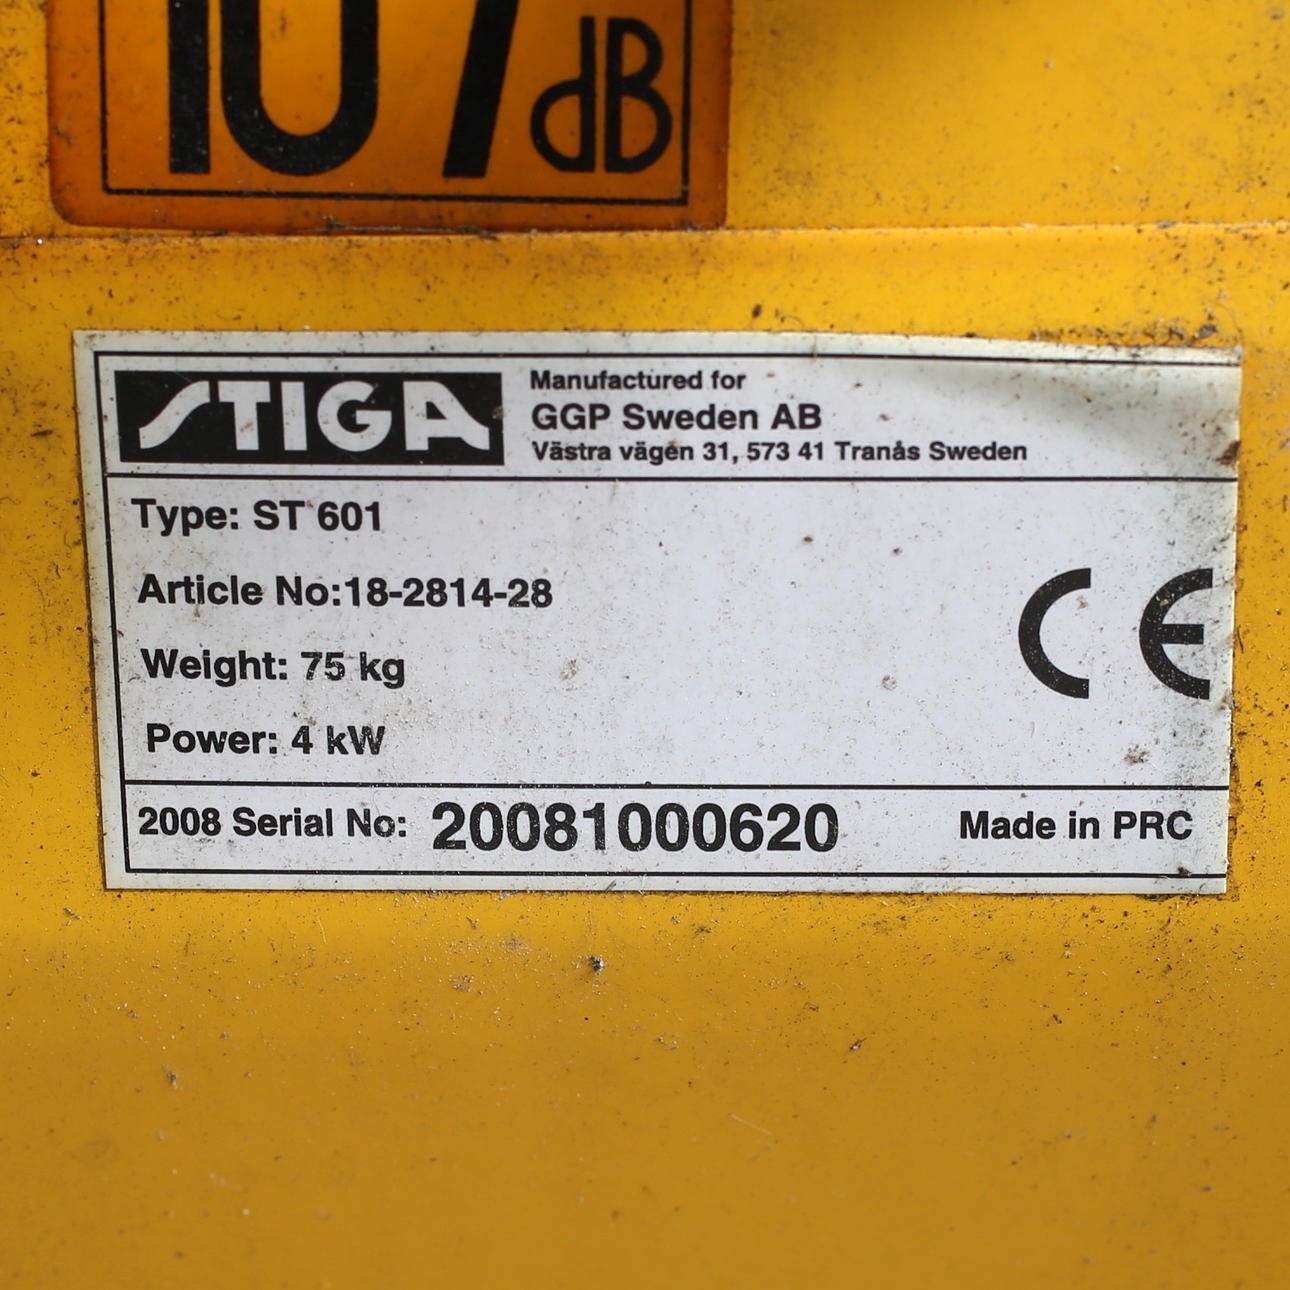 107 dB
STIGA
Manufactured for
GGP Sweden AB
Västra vägen 31, 573 41 Tranås Sweden
Type: ST 601
Article No:18-2814-28
Weight: 75 kg
Power: 4 kW
CE
2008 Serial No: 20081000620 Made in PRC